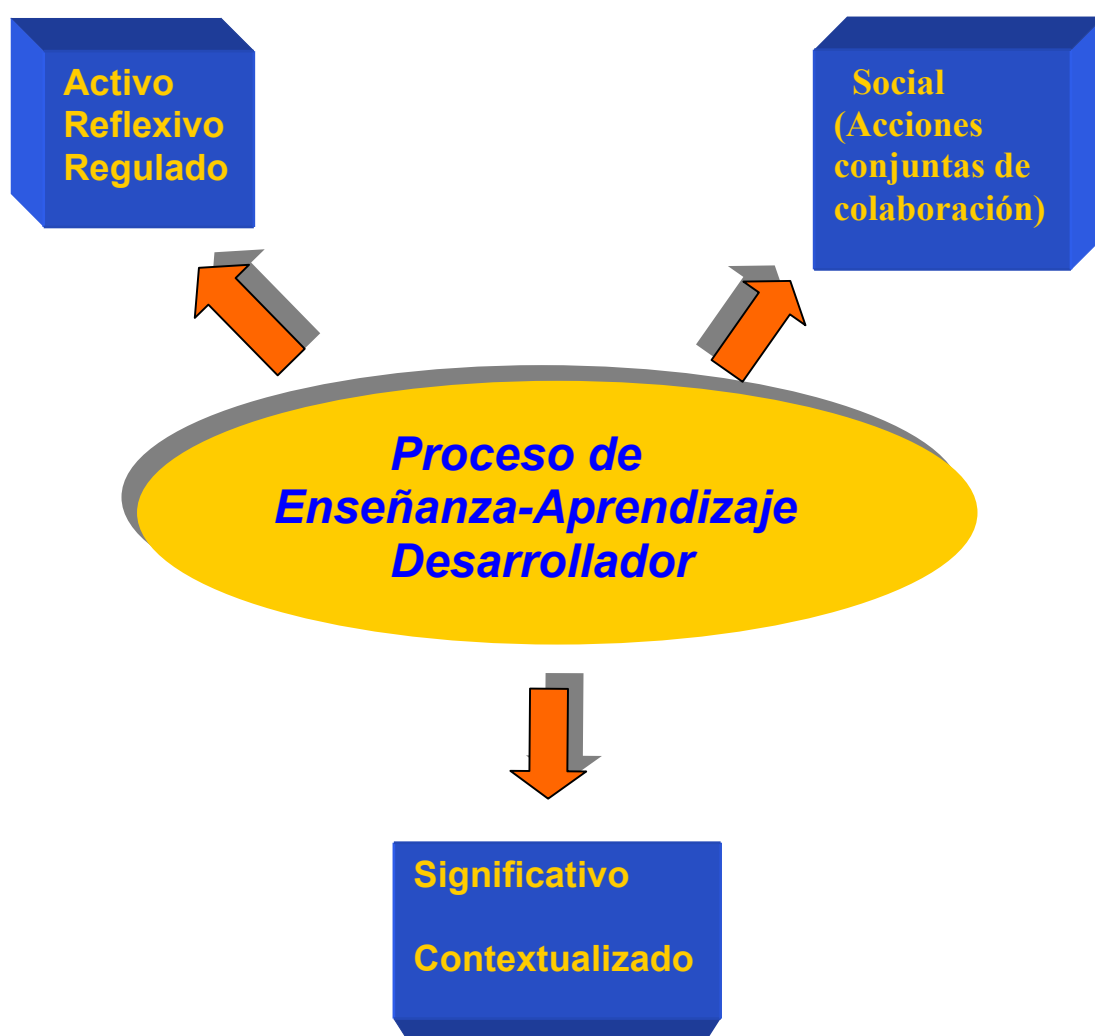 Activo
Reflexivo
Regulado
Social
(Acciones
conjuntas de
colaboración)
Proceso de
Enseñanza-Aprendizaje
Desarrollador
Significativo
Contextualizado